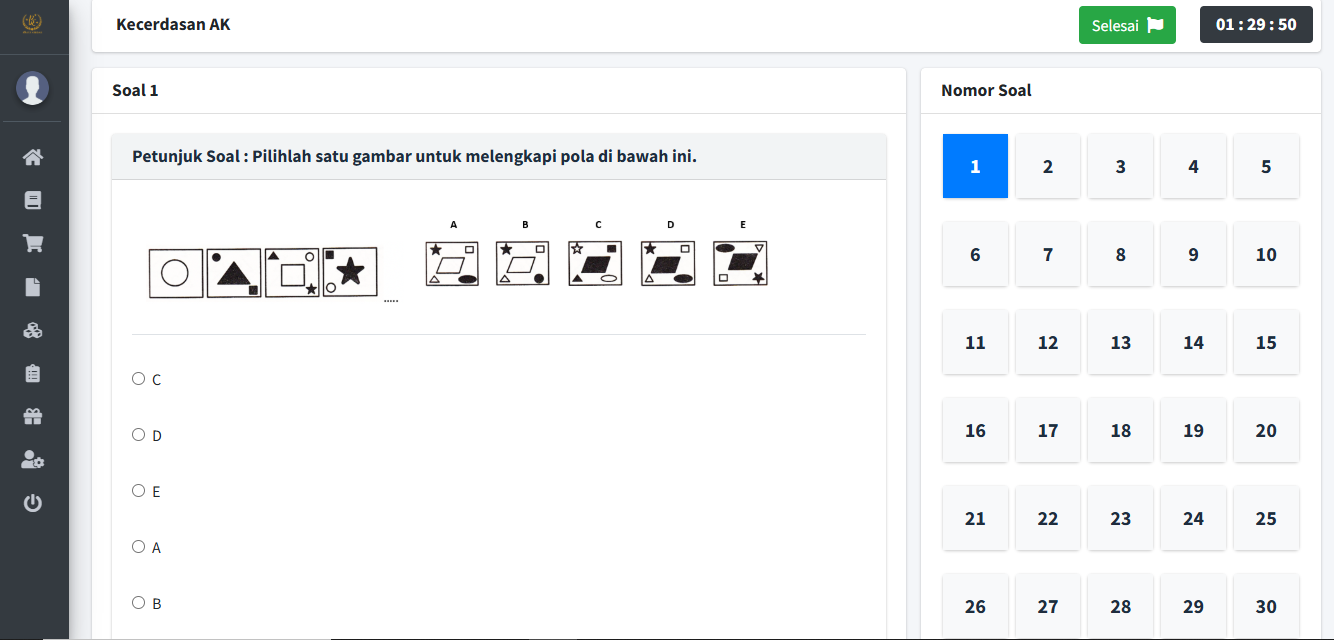 Kecerdasan AK
Selesai
01 : 29 : 50
Soal 1
Petunjuk Soal : Pilihlah satu gambar untuk melengkapi pola di bawah ini.
A B C D E
.....
C
D
E
A
B
Nomor Soal
1 2 3 4 5
6 7 8 9 10
11 12 13 14 15
16 17 18 19 20
21 22 23 24 25
26 27 28 29 30